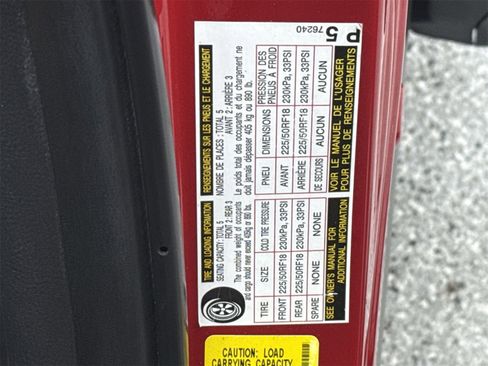 TIRE AND LOADING INFORMATION
SEATING CAPACITY: TOTAL 5
FRONT 2: REAR 3
The combined weight of occupants
and cargo should never exceed 405kg or 893 lbs.
TIRE SIZE COLD TIRE PRESSURE
FRONT 225/50RF18 230kPa, 33PSI
REAR 225/50RF18 230kPa, 33PSI
SPARE NONE NONE
SEE OWNER'S MANUAL FOR
ADDITIONAL INFORMATION
RENSEIGNEMENTS SUR LES PNEUS ET LE CHARGEMENT
NOMBRE DE PLACES: TOTAL 5
AVANT 2: ARRIÈRE 3
Le poids total des occupants et du chargement ne
doit jamais dépasser 405 kg ou 893 lb.
PNEU DIMENSIONS PRESSION DES
PNEUS À FROID
AVANT 225/50RF18 230kPa, 33PSI
ARRIÈRE 225/50RF18 230kPa, 33PSI
DE SECOURS AUCUN AUCUN
VOIR LE MANUEL DE L'USAGER
POUR PLUS DE RENSEIGNEMENTS
P 5
76240
CAUTION: LOAD
CARRYING CAPACITY